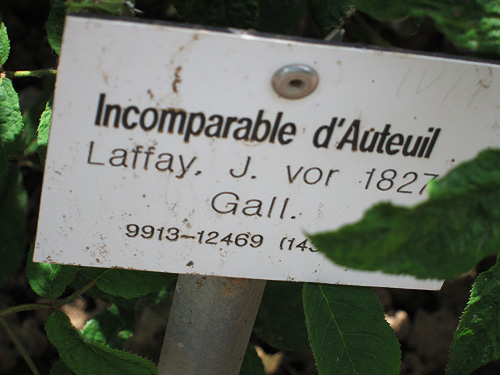 Incomparable d'Auteuil
Laffay, J. vor 1827
Gall.
9913-12469